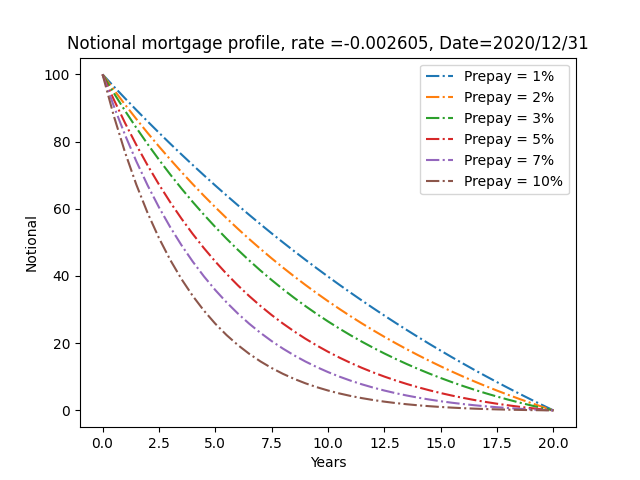 Notional mortgage profile, rate =-0.002605, Date=2020/12/31
Prepay = 1%
Prepay = 2%
Prepay = 3%
Prepay = 5%
Prepay = 7%
Prepay = 10%
Notional
100
80
60
40
20
0
0.0 2.5 5.0 7.5 10.0 12.5 15.0 17.5 20.0
Years